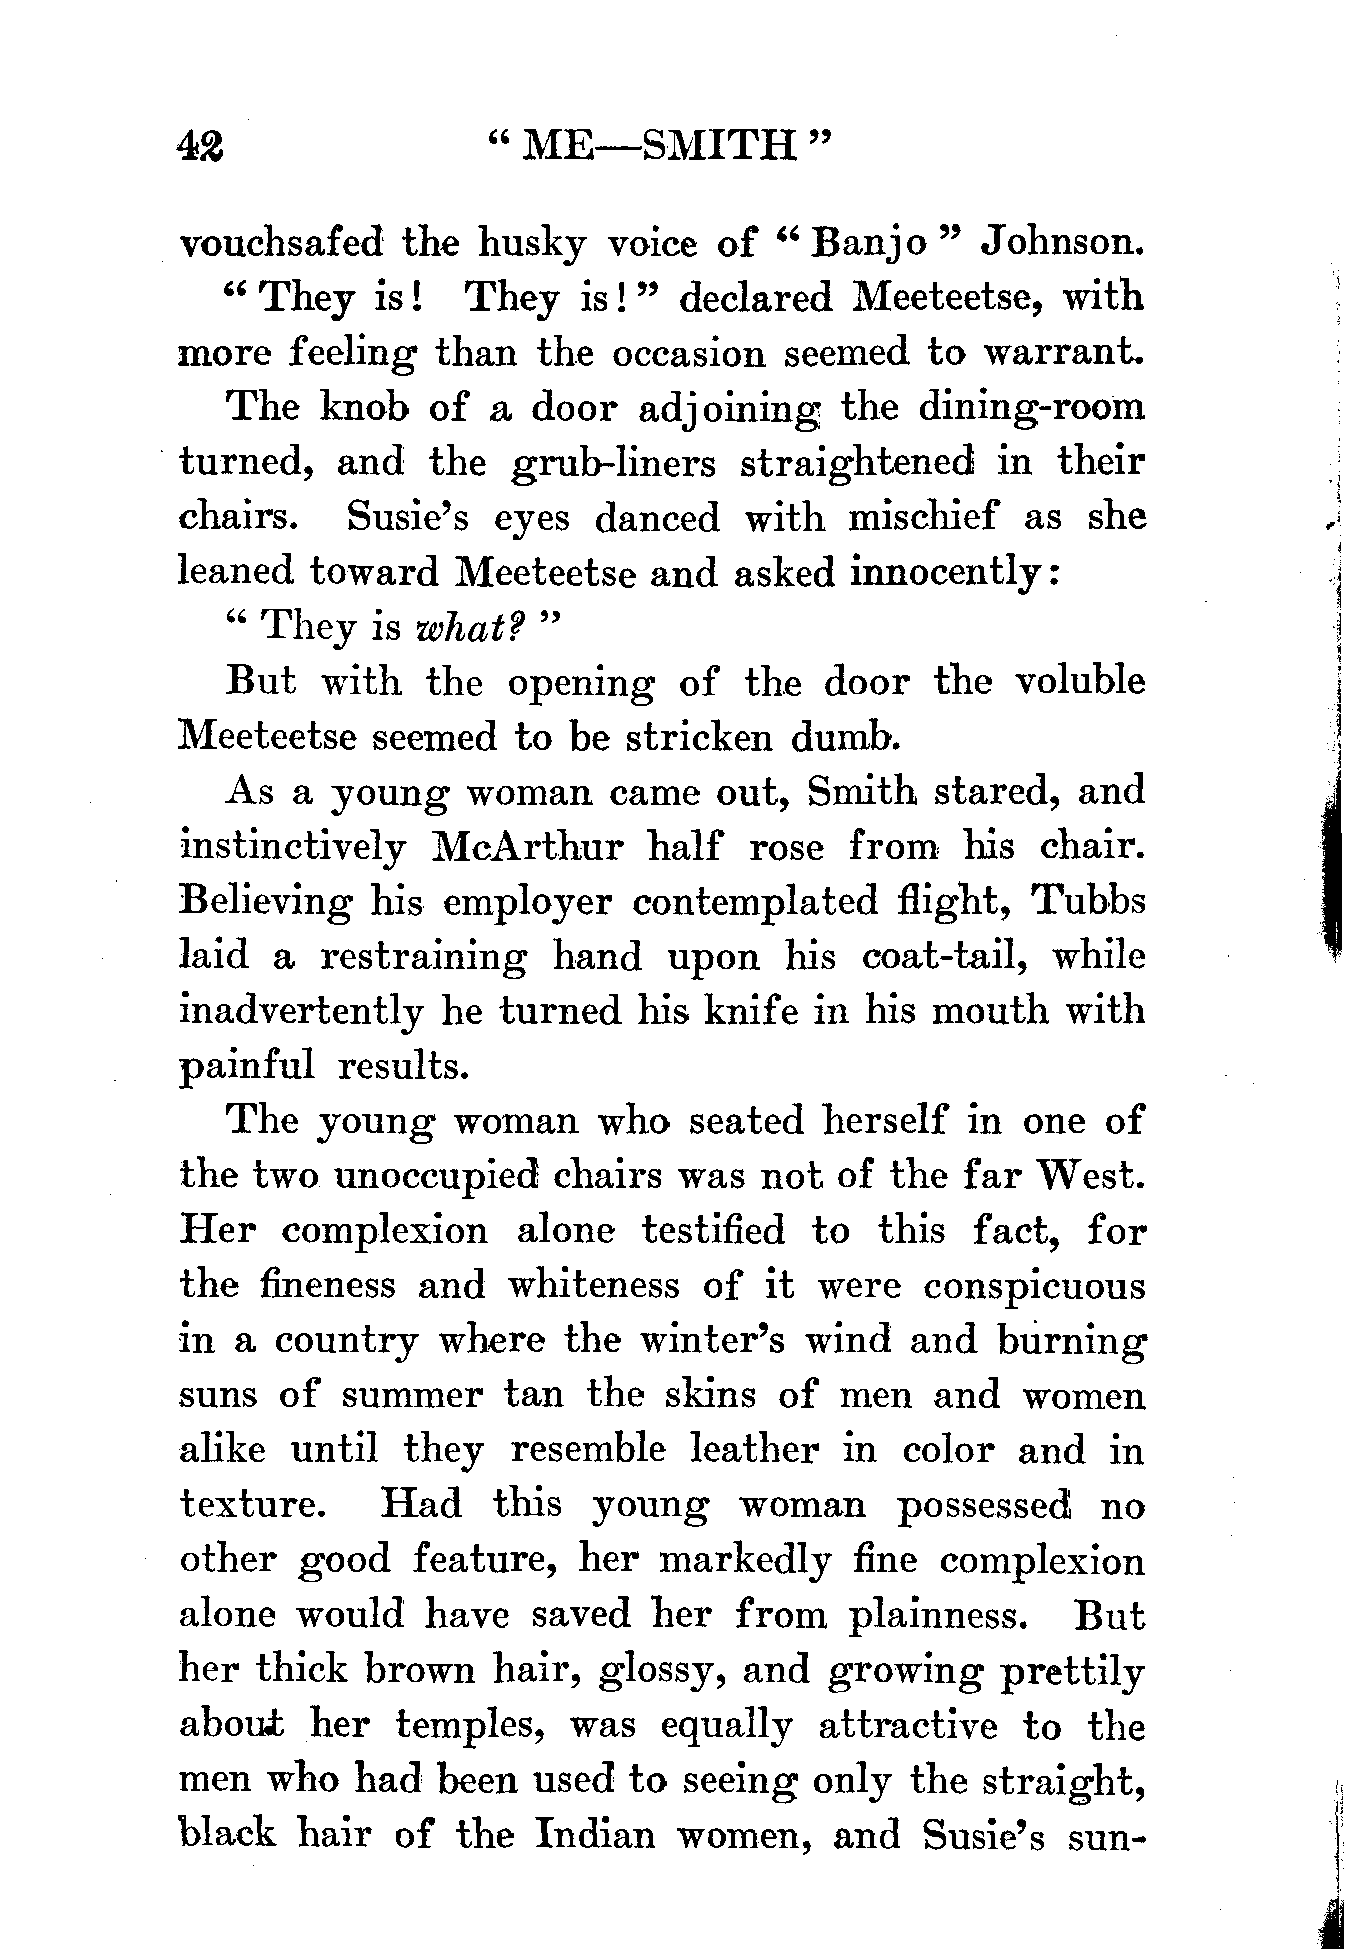 42 " ME—SMITH "
vouchsafed the husky voice of " Banjo " Johnson.
" They is! They is! " declared Meeteetse, with
more feeling than the occasion seemed to warrant.
The knob of a door adjoining the dining-room
turned, and the grub-liners straightened in their
chairs. Susie's eyes danced with mischief as she
leaned toward Meeteetse and asked innocently:
" They is what? "
But with the opening of the door the voluble
Meeteetse seemed to be stricken dumb.
As a young woman came out, Smith stared, and
instinctively McArthur half rose from his chair.
Believing his employer contemplated flight, Tubbs
laid a restraining hand upon his coat-tail, while
inadvertently he turned his knife in his mouth with
painful results.
The young woman who seated herself in one of
the two unoccupied chairs was not of the far West.
Her complexion alone testified to this fact, for
the fineness and whiteness of it were conspicuous
in a country where the winter's wind and burning
suns of summer tan the skins of men and women
alike until they resemble leather in color and in
texture. Had this young woman possessed no
other good feature, her markedly fine complexion
alone would have saved her from plainness. But
her thick brown hair, glossy, and growing prettily
about her temples, was equally attractive to the
men who had been used to seeing only the straight,
black hair of the Indian women, and Susie's sun-